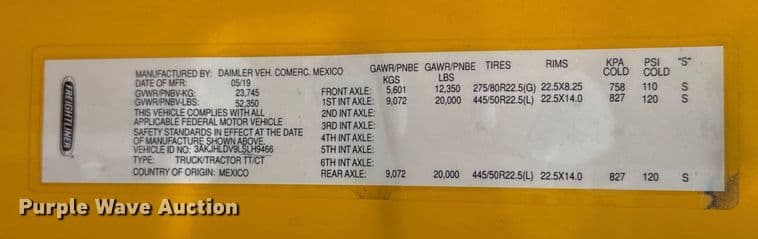 FREIGHTLINER
MANUFACTURED BY: DAIMLER VEH. COMERC. MEXICO
DATE OF MFR: 05/19
GVWR/PNBV-KG: 23,745
GVWR/PNBV-LBS: 52,350
THIS VEHICLE COMPLIES WITH ALL
APPLICABLE FEDERAL MOTOR VEHICLE
SAFETY STANDARDS IN EFFECT AT THE DATE
OF MANUFACTURE SHOWN ABOVE.
VEHICLE ID NO: 3AKJHLDV9LSLH9466
TYPE: TRUCK/TRACTOR TT/CT
COUNTRY OF ORIGIN: MEXICO
GAWR/PNBE GAWR/PNBE TIRES RIMS KPA PSI "S"
KGS LBS COLD COLD
FRONT AXLE: 5,601 12,350 275/80R22.5(G) 22.5X8.25 758 110 S
1ST INT AXLE: 9,072 20,000 445/50R22.5(L) 22.5X14.0 827 120 S
2ND INT AXLE:
3RD INT AXLE:
4TH INT AXLE:
5TH INT AXLE:
6TH INT AXLE:
REAR AXLE: 9,072 20,000 445/50R22.5(L) 22.5X14.0 827 120 S
Purple Wave Auction